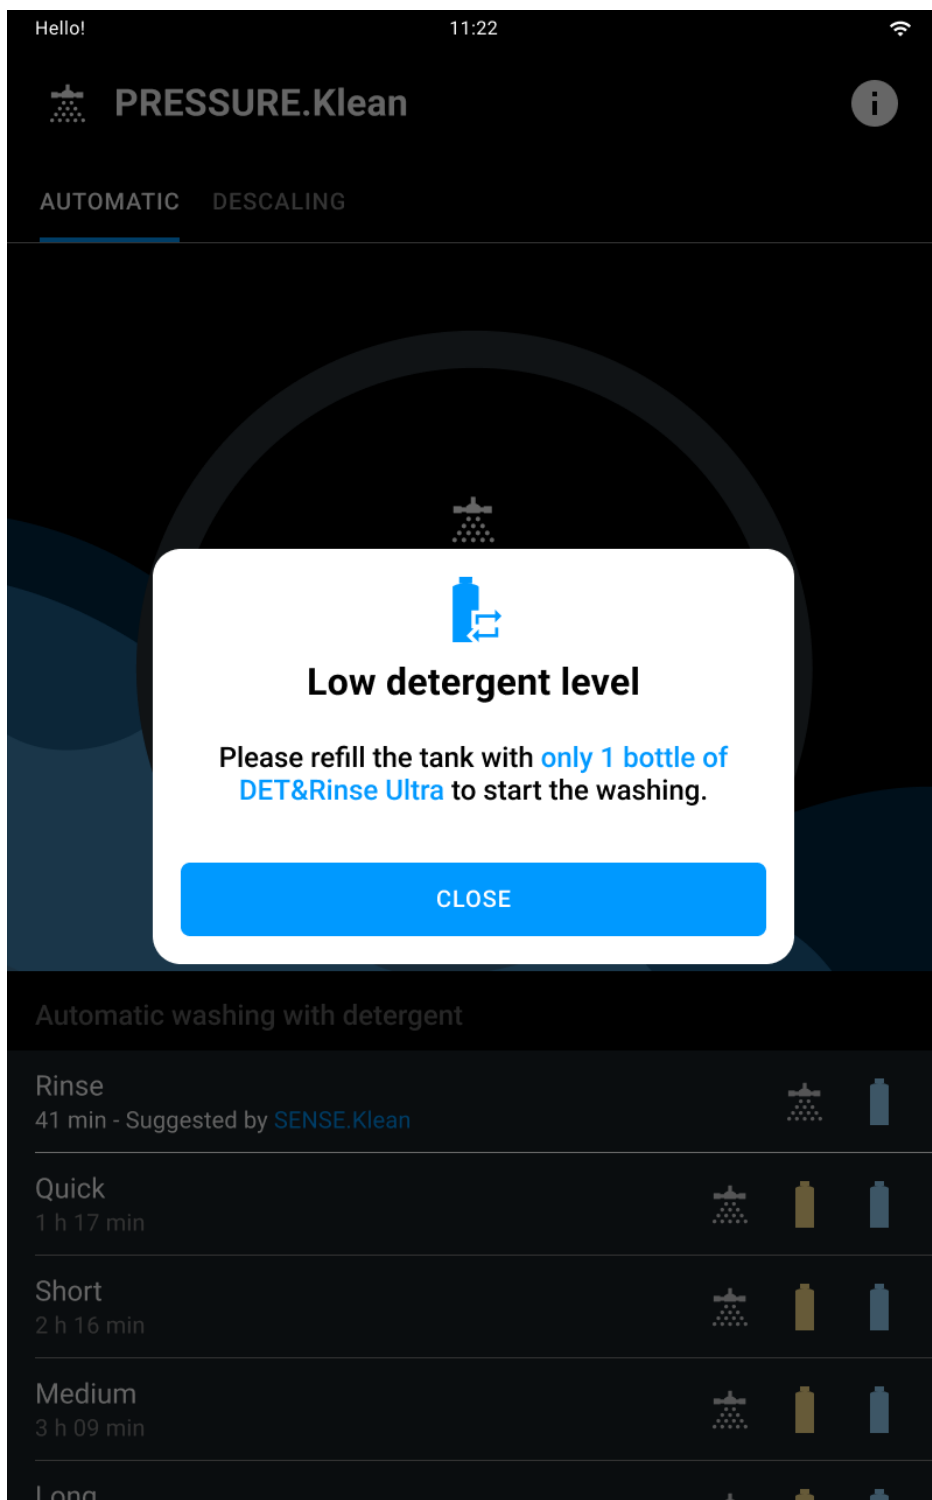 Hello!
11:22
PRESSURE.Klean
AUTOMATIC
DESCALING
Low detergent level
Please refill the tank with only 1 bottle of
DET&Rinse Ultra to start the washing.
CLOSE
Automatic washing with detergent
Rinse
41 min - Suggested by SENSE.Klean
Quick
1 h 17 min
Short
2 h 16 min
Medium
3 h 09 min
Long